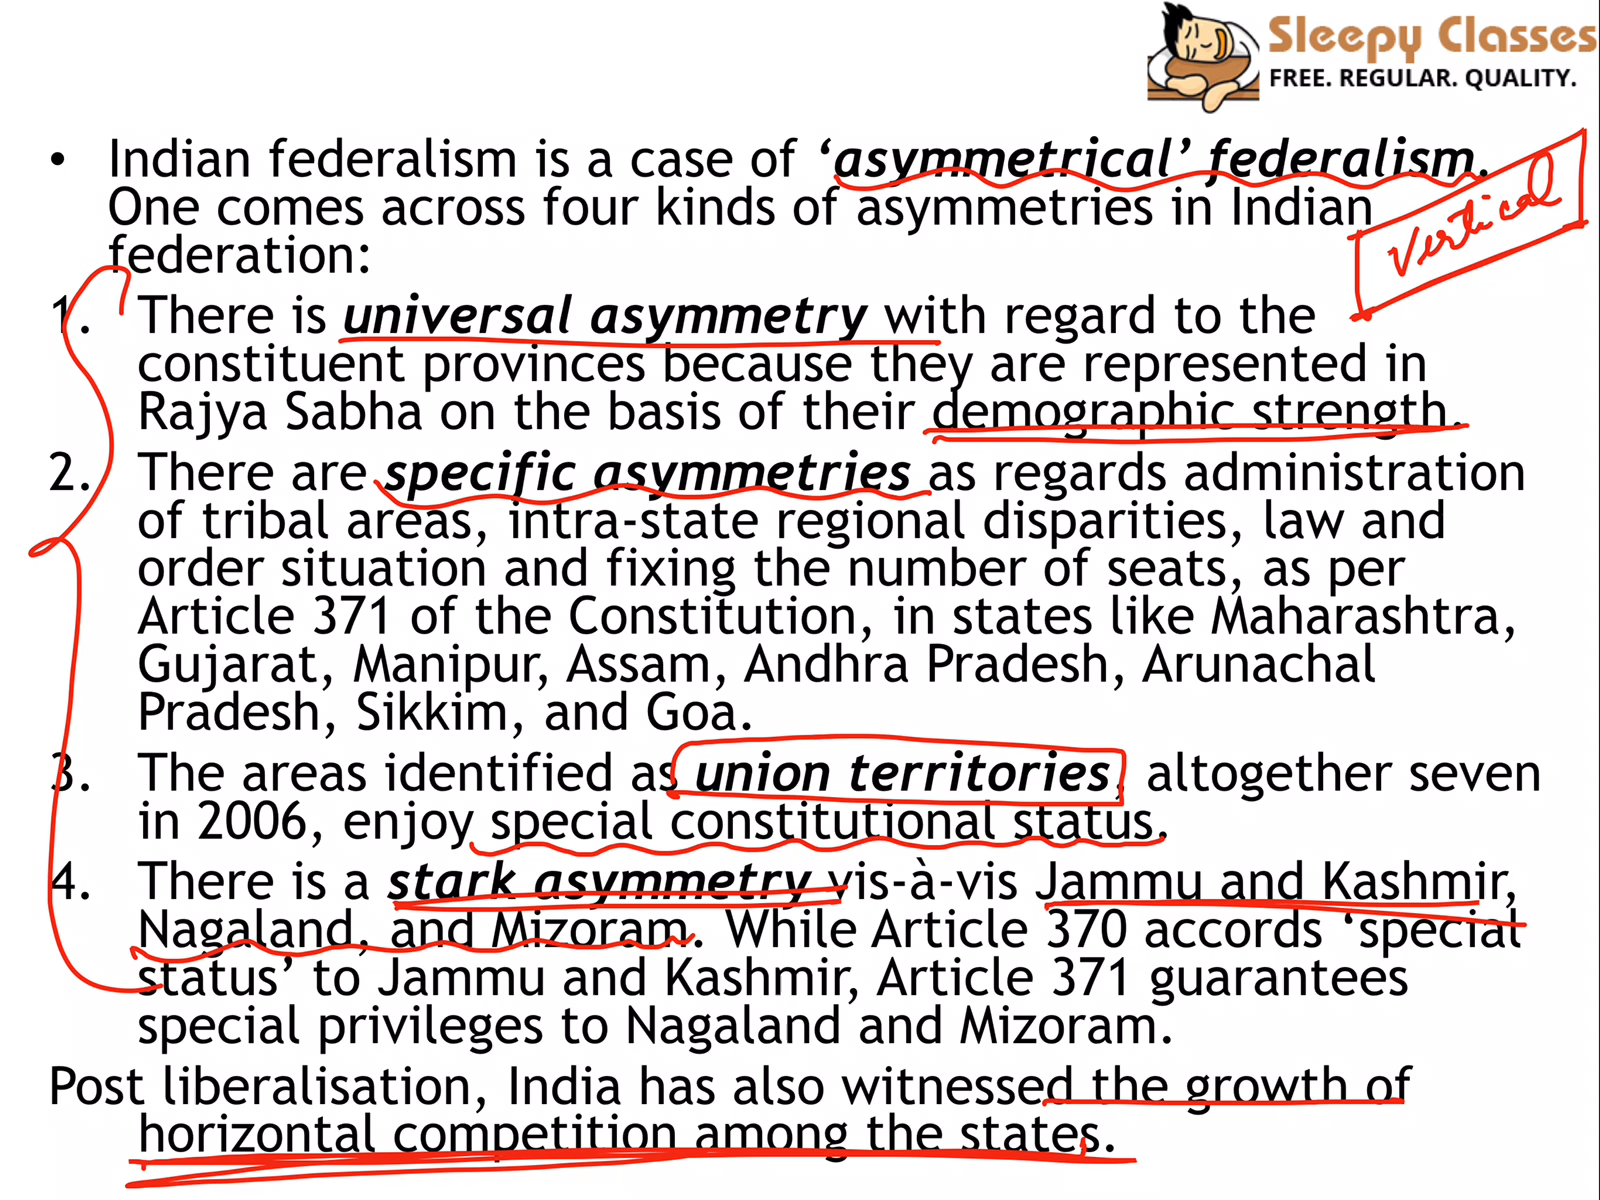 Sleepy Classes
FREE. REGULAR. QUALITY.
• Indian federalism is a case of ‘asymmetrical’ federalism.
One comes across four kinds of asymmetries in Indian
federation:
Vertical
1. There is universal asymmetry with regard to the
constituent provinces because they are represented in
Rajya Sabha on the basis of their demographic strength.
2. There are specific asymmetries as regards administration
of tribal areas, intra-state regional disparities, law and
order situation and fixing the number of seats, as per
Article 371 of the Constitution, in states like Maharashtra,
Gujarat, Manipur, Assam, Andhra Pradesh, Arunachal
Pradesh, Sikkim, and Goa.
3. The areas identified as union territories, altogether seven
in 2006, enjoy special constitutional status.
4. There is a stark asymmetry vis-à-vis Jammu and Kashmir,
Nagaland, and Mizoram. While Article 370 accords ‘special
status’ to Jammu and Kashmir, Article 371 guarantees
special privileges to Nagaland and Mizoram.
Post liberalisation, India has also witnessed the growth of
horizontal competition among the states.